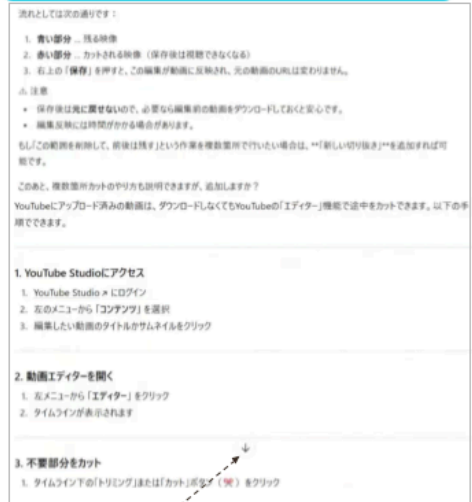 流れとしては次の通りです：
1. 青い部分 … 残る映像
2. 赤い部分 … カットされる映像（保存後は視聴できなくなる）
3. 右上の「保存」を押すと、この編集が動画に反映され、元の動画のURLは変わりません。
⚠ 注意
• 保存後は元に戻せないので、必要なら編集前の動画をダウンロードしておくと安心です。
• 編集反映には時間がかかる場合があります。
もし「この範囲を削除して、前後は残す」という作業を複数箇所で行いたい場合は、**「新しい切り抜き」**を追加すれば可
能です。
このあと、複数箇所カットのやり方も説明できますが、追加しますか？
YouTubeにアップロード済みの動画は、ダウンロードしなくてもYouTubeの「エディター」機能で途中をカットできます。以下の手
順でできます。
1. YouTube Studioにアクセス
1. YouTube Studio ↗ にログイン
2. 左のメニューから「コンテンツ」を選択
3. 編集したい動画のタイトルかサムネイルをクリック
2. 動画エディターを開く
1. 左メニューから「エディター」をクリック
2. タイムラインが表示されます
3. 不要部分をカット
1. タイムライン下の「トリミング」または「カット」ボタン（✂）をクリック